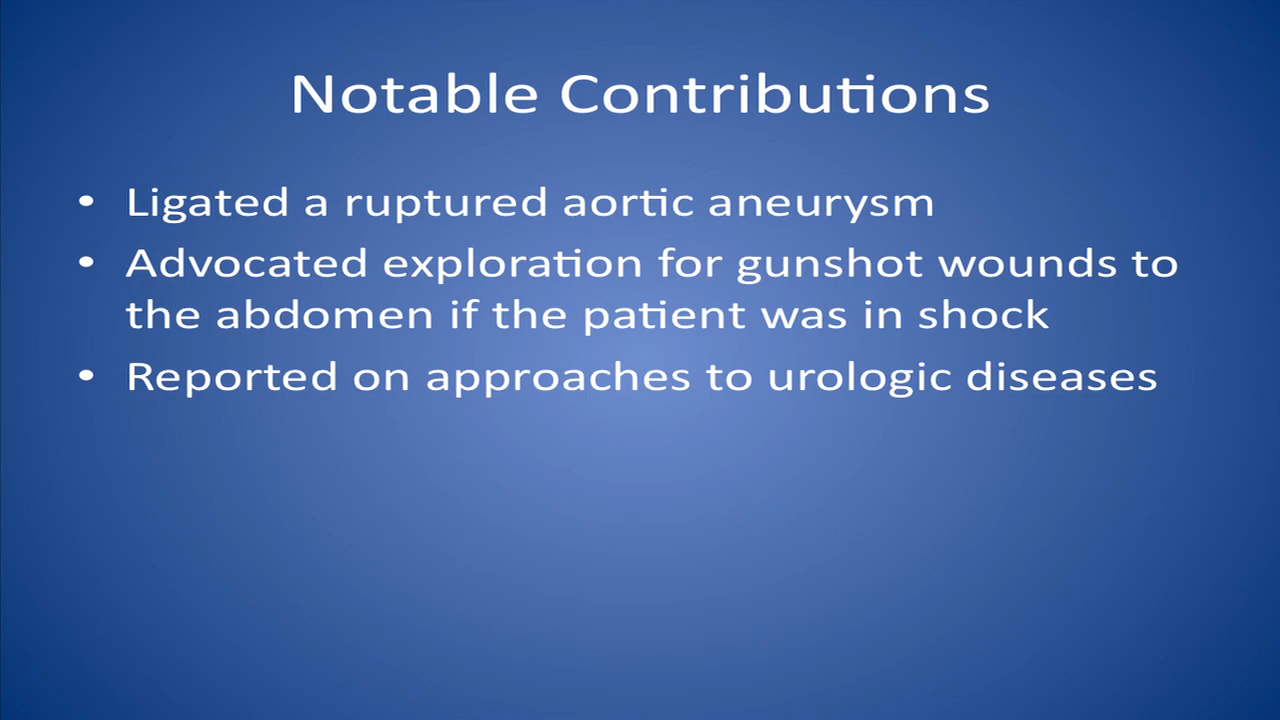 Notable Contributions
• Ligated a ruptured aortic aneurysm
• Advocated exploration for gunshot wounds to
the abdomen if the patient was in shock
• Reported on approaches to urologic diseases